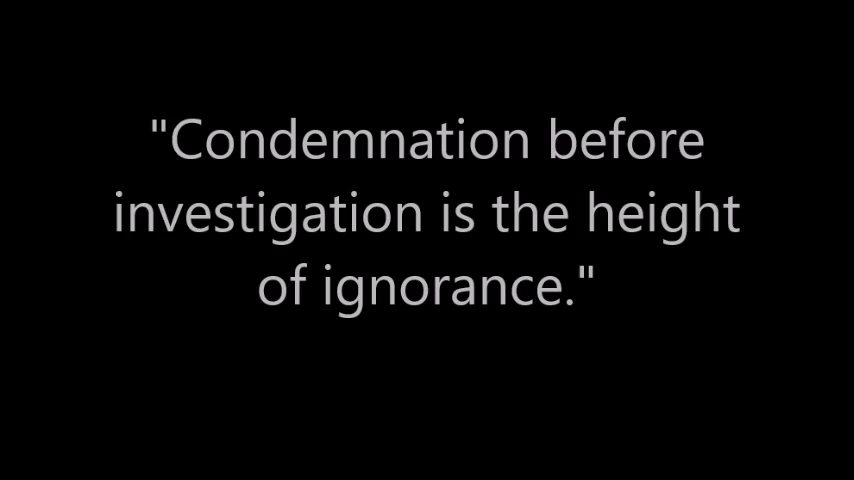 "Condemnation before
investigation is the height
of ignorance."